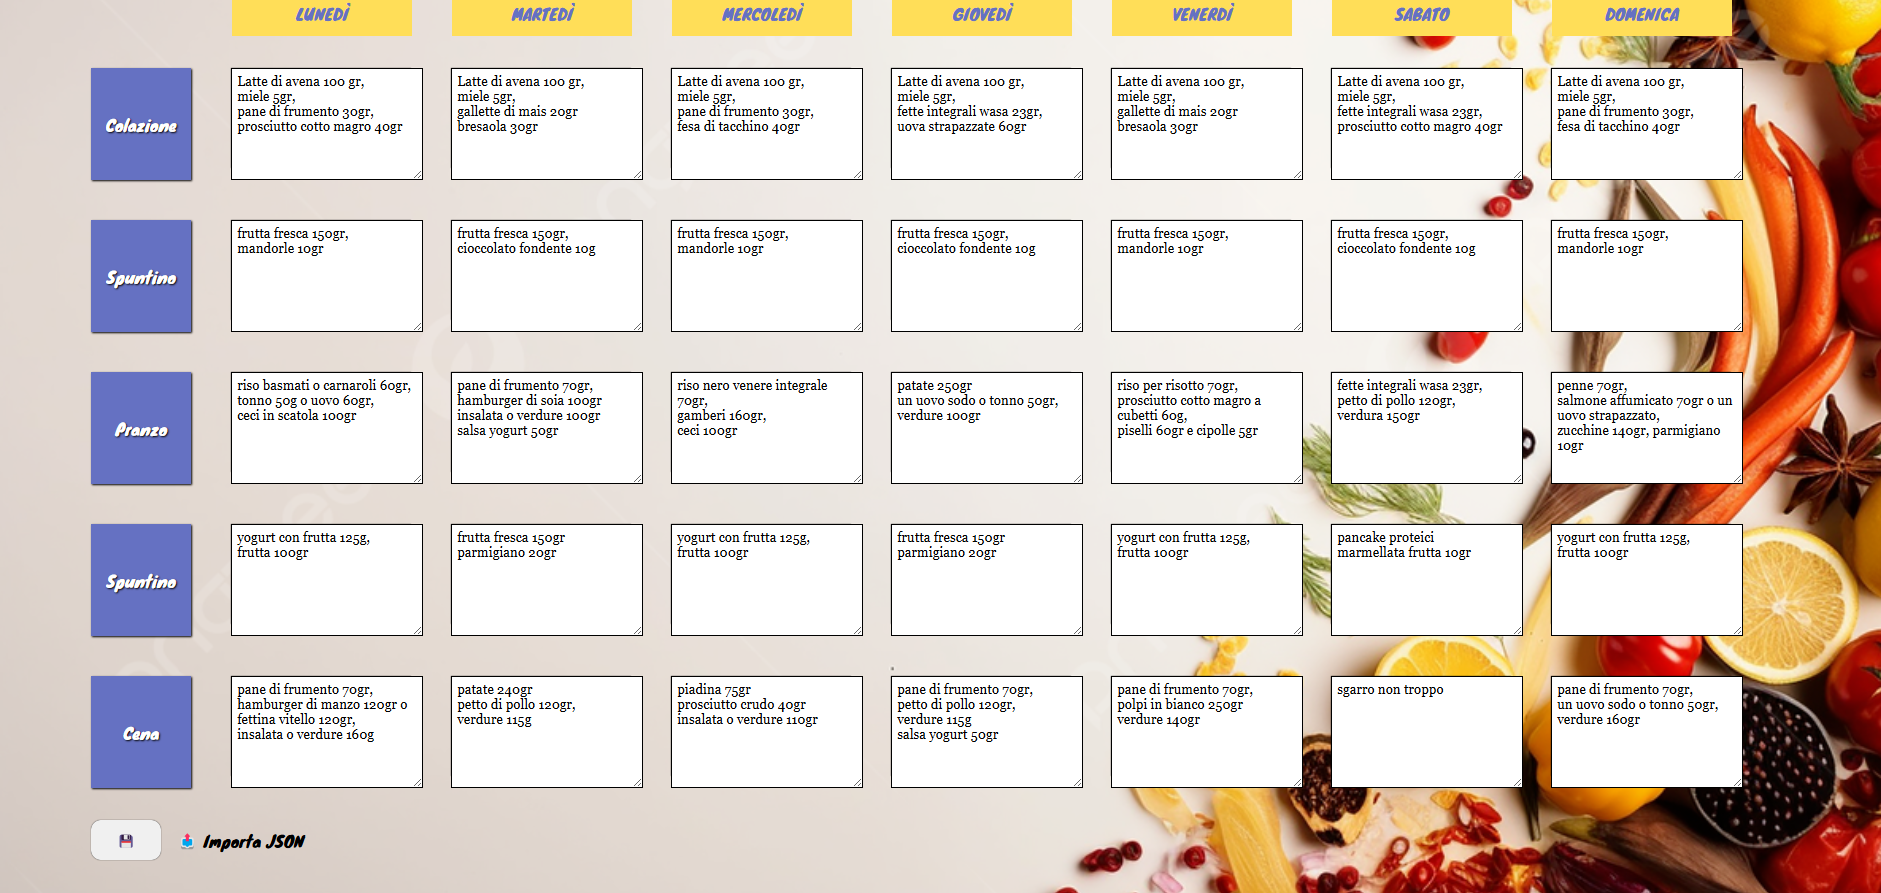 LUNEDÌ
MARTEDÌ
MERCOLEDÌ
GIOVEDÌ
VENERDÌ
SABATO
DOMENICA
Colazione
Latte di avena 100 gr,
miele 5gr,
pane di frumento 30gr,
prosciutto cotto magro 40gr
Latte di avena 100 gr,
miele 5gr,
gallette di mais 20gr
bresaola 30gr
Latte di avena 100 gr,
miele 5gr,
pane di frumento 30gr,
fesa di tacchino 40gr
Latte di avena 100 gr,
miele 5gr,
fette integrali wasa 23gr,
uova strapazzate 60gr
Latte di avena 100 gr,
miele 5gr,
gallette di mais 20gr
bresaola 30gr
Latte di avena 100 gr,
miele 5gr,
fette integrali wasa 23gr,
prosciutto cotto magro 40gr
Latte di avena 100 gr,
miele 5gr,
pane di frumento 30gr,
fesa di tacchino 40gr
Spuntino
frutta fresca 150gr,
mandorle 10gr
frutta fresca 150gr,
cioccolato fondente 10g
frutta fresca 150gr,
mandorle 10gr
frutta fresca 150gr,
cioccolato fondente 10g
frutta fresca 150gr,
mandorle 10gr
frutta fresca 150gr,
cioccolato fondente 10g
frutta fresca 150gr,
mandorle 10gr
Pranzo
riso basmati o carnaroli 60gr,
tonno 50g o uovo 60gr,
ceci in scatola 100gr
pane di frumento 70gr,
hamburger di soia 100gr
insalata o verdure 100gr
salsa yogurt 50gr
riso nero venere integrale
70gr,
gamberi 160gr,
ceci 100gr
patate 250gr
un uovo sodo o tonno 50gr,
verdure 100gr
riso per risotto 70gr,
prosciutto cotto magro a
cubetti 60g,
piselli 60gr e cipolle 5gr
fette integrali wasa 23gr,
petto di pollo 120gr,
verdura 150gr
penne 70gr,
salmone affumicato 70gr o un
uovo strapazzato,
zucchine 140gr, parmigiano
10gr
Spuntino
yogurt con frutta 125g,
frutta 100gr
frutta fresca 150gr
parmigiano 20gr
yogurt con frutta 125g,
frutta 100gr
frutta fresca 150gr
parmigiano 20gr
yogurt con frutta 125g,
frutta 100gr
pancake proteici
marmellata frutta 10gr
yogurt con frutta 125g,
frutta 100gr
Cena
pane di frumento 70gr,
hamburger di manzo 120gr o
fettina vitello 120gr,
insalata o verdure 160g
patate 240gr
petto di pollo 120gr,
verdure 115g
piadina 75gr
prosciutto crudo 40gr
insalata o verdure 110gr
pane di frumento 70gr,
petto di pollo 120gr,
verdure 115g
salsa yogurt 50gr
pane di frumento 70gr,
polpi in bianco 250gr
verdure 140gr
sgarro non troppo
pane di frumento 70gr,
un uovo sodo o tonno 50gr,
verdure 160gr
Importa JSON